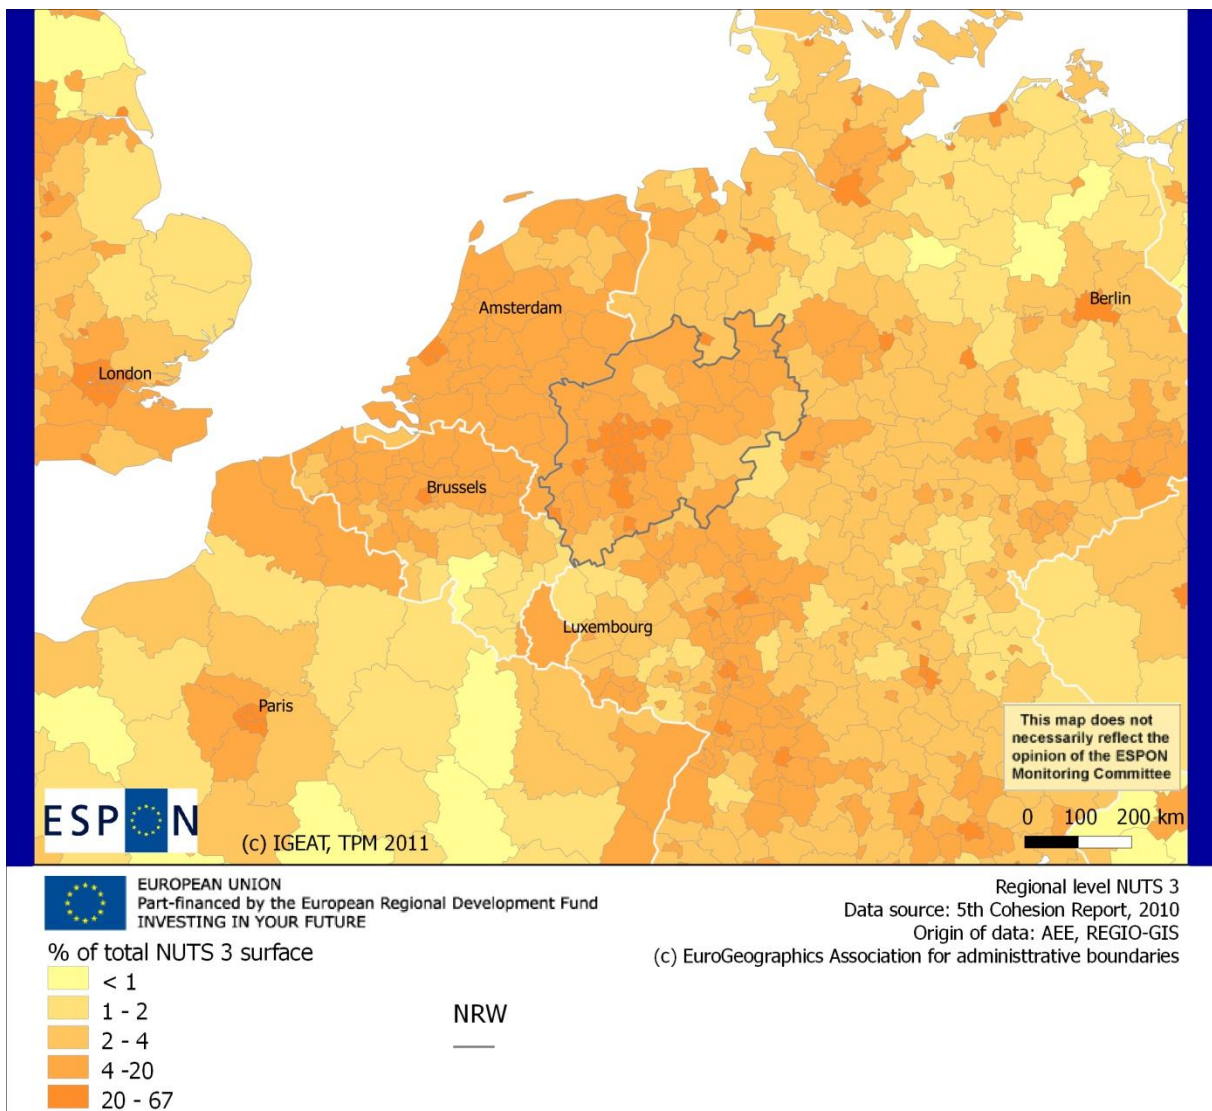 Amsterdam
Berlin
London
Brussels
Luxembourg
Paris
This map does not
necessarily reflect the
opinion of the ESPON
Monitoring Committee
ESPON
(c) IGEAT, TPM 2011
0 100 200 km
EUROPEAN UNION
Part-financed by the European Regional Development Fund
INVESTING IN YOUR FUTURE
Regional level NUTS 3
Data source: 5th Cohesion Report, 2010
Origin of data: AEE, REGIO-GIS
(c) EuroGeographics Association for administtrative boundaries
% of total NUTS 3 surface
< 1
1 - 2
2 - 4
4 -20
20 - 67
NRW